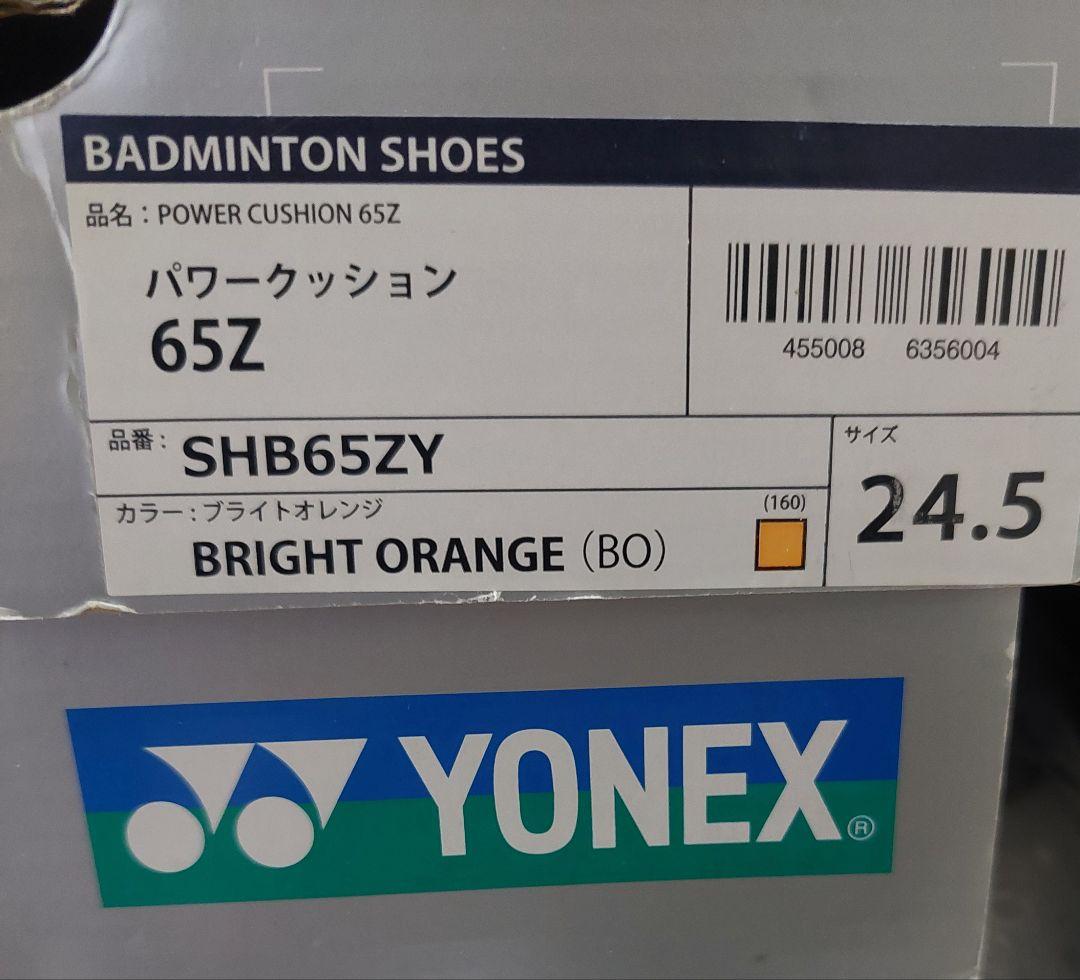 BADMINTON SHOES
品名：POWER CUSHION 65Z
パワークッション
65Z
455008 6356004
品番：SHB65ZY
サイズ
24.5
カラー：ブライトオレンジ
BRIGHT ORANGE（BO）
(160)
YONEX®